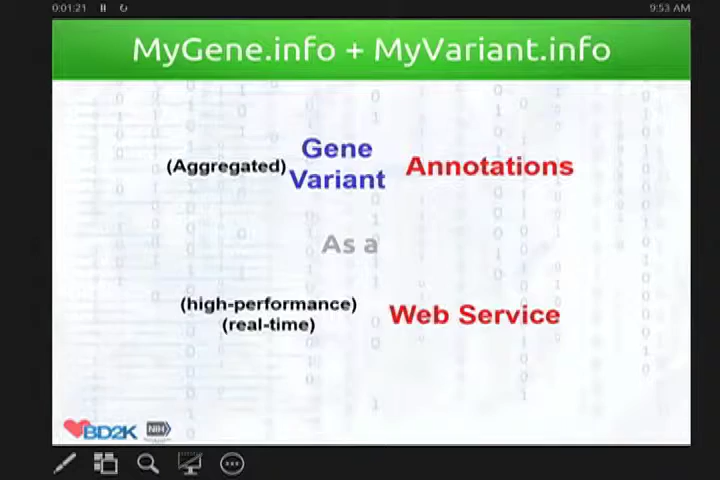 0:01:21
9:53 AM
MyGene.info + MyVariant.info
(Aggregated) Gene Variant Annotations
As a
(high-performance)
(real-time)
Web Service
BD2K
NIH